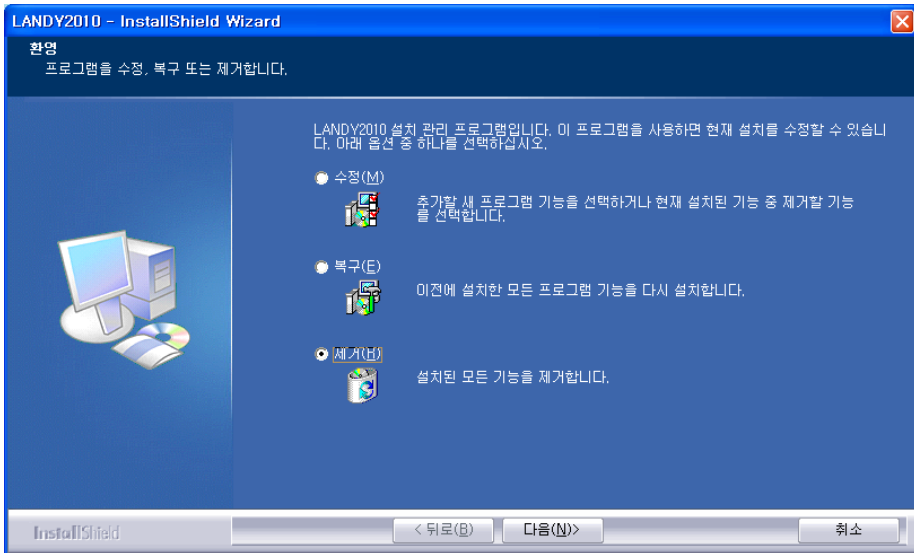 LANDY2010 - InstallShield Wizard
환영
프로그램을 수정, 복구 또는 제거합니다.
LANDY2010 설치 관리 프로그램입니다. 이 프로그램을 사용하면 현재 설치를 수정할 수 있습니
다. 아래 옵션 중 하나를 선택하십시오.
수정(M)
추가할 새 프로그램 기능을 선택하거나 현재 설치된 기능 중 제거할 기능
를 선택합니다.
복구(E)
이전에 설치한 모든 프로그램 기능을 다시 설치합니다.
제거(R)
설치된 모든 기능을 제거합니다.
InstallShield
< 뒤로(B)
다음(N)>
취소